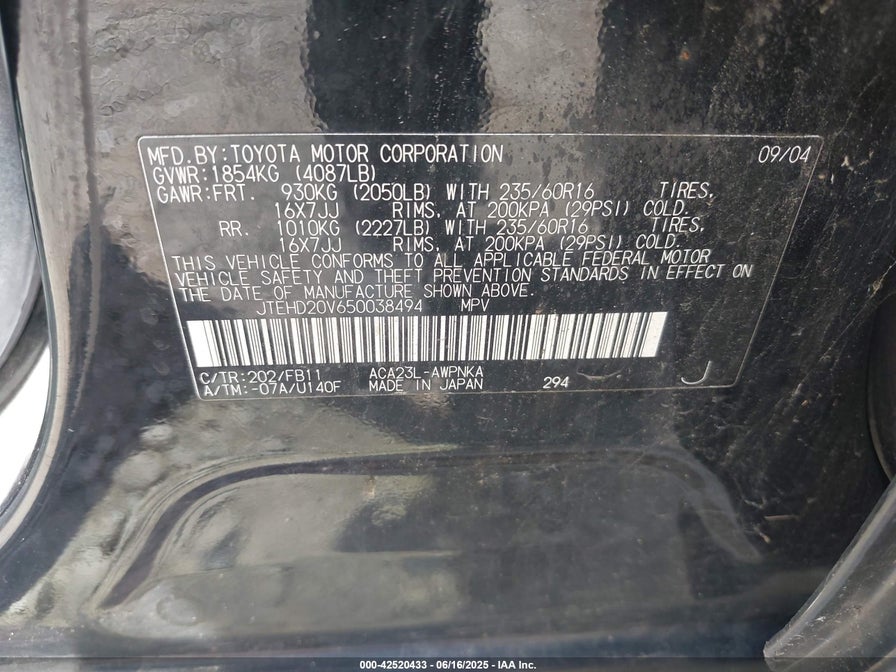 MFD.BY:TOYOTA MOTOR CORPORATION 09/04
GVWR:1854KG (4087LB)
GAWR:FRT. 930KG (2050LB) WITH 235/60R16 TIRES,
16X7JJ RIMS, AT 200KPA (29PSI) COLD.
RR. 1010KG (2227LB) WITH 235/60R16 TIRES,
16X7JJ RIMS, AT 200KPA (29PSI) COLD.
THIS VEHICLE CONFORMS TO ALL APPLICABLE FEDERAL MOTOR
VEHICLE SAFETY AND THEFT PREVENTION STANDARDS IN EFFECT ON
THE DATE OF MANUFACTURE SHOWN ABOVE.
JTEHD20V650038494 MPV
C/TR:202/FB11 ACA23L-AWPNKA
A/TM:-07A/U140F MADE IN JAPAN 294 J
000-42520433 - 06/16/2025 - IAA Inc.